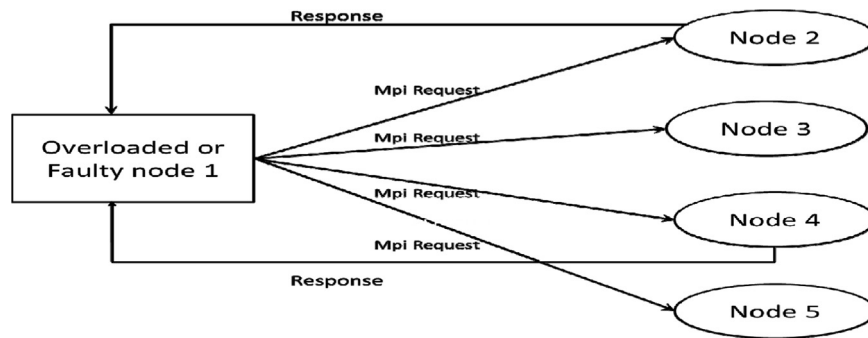 Response
Node 2
Mpi Request
Overloaded or
Faulty node 1
Mpi Request
Node 3
Mpi Request
Node 4
Mpi Request
Response
Node 5